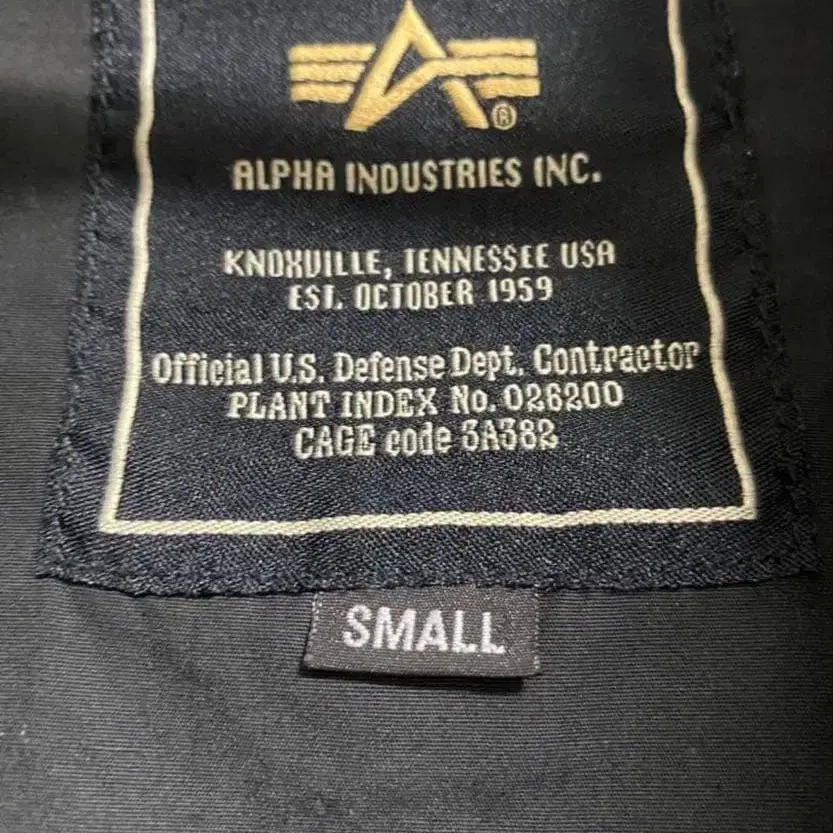 ®
ALPHA INDUSTRIES INC.
KNOXVILLE, TENNESSEE USA
EST. OCTOBER 1959
Official U.S. Defense Dept. Contractor
PLANT INDEX No. 026200
CAGE code 3A382
SMALL